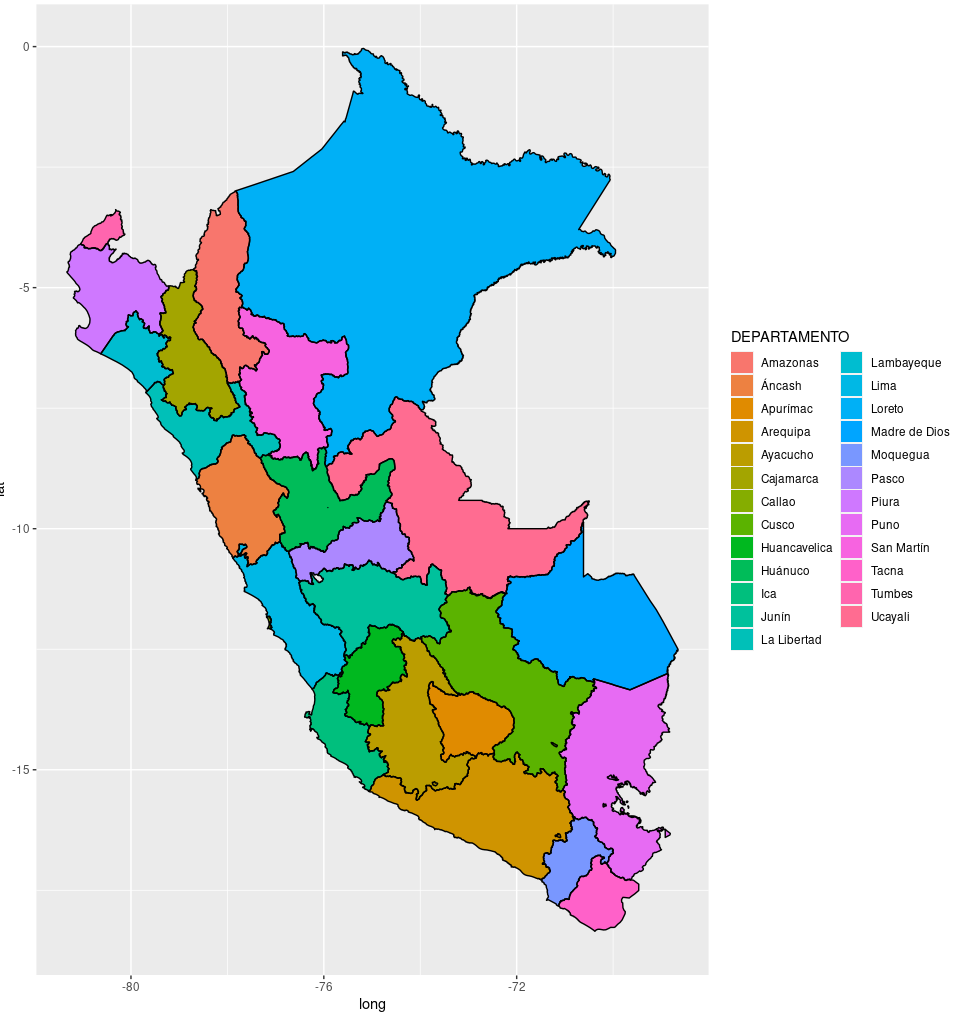 0
-5
-10
-15
-80
-76
-72
long
DEPARTAMENTO
Amazonas
Áncash
Apurímac
Arequipa
Ayacucho
Cajamarca
Callao
Cusco
Huancavelica
Huánuco
Ica
Junín
La Libertad
Lambayeque
Lima
Loreto
Madre de Dios
Moquegua
Pasco
Piura
Puno
San Martín
Tacna
Tumbes
Ucayali